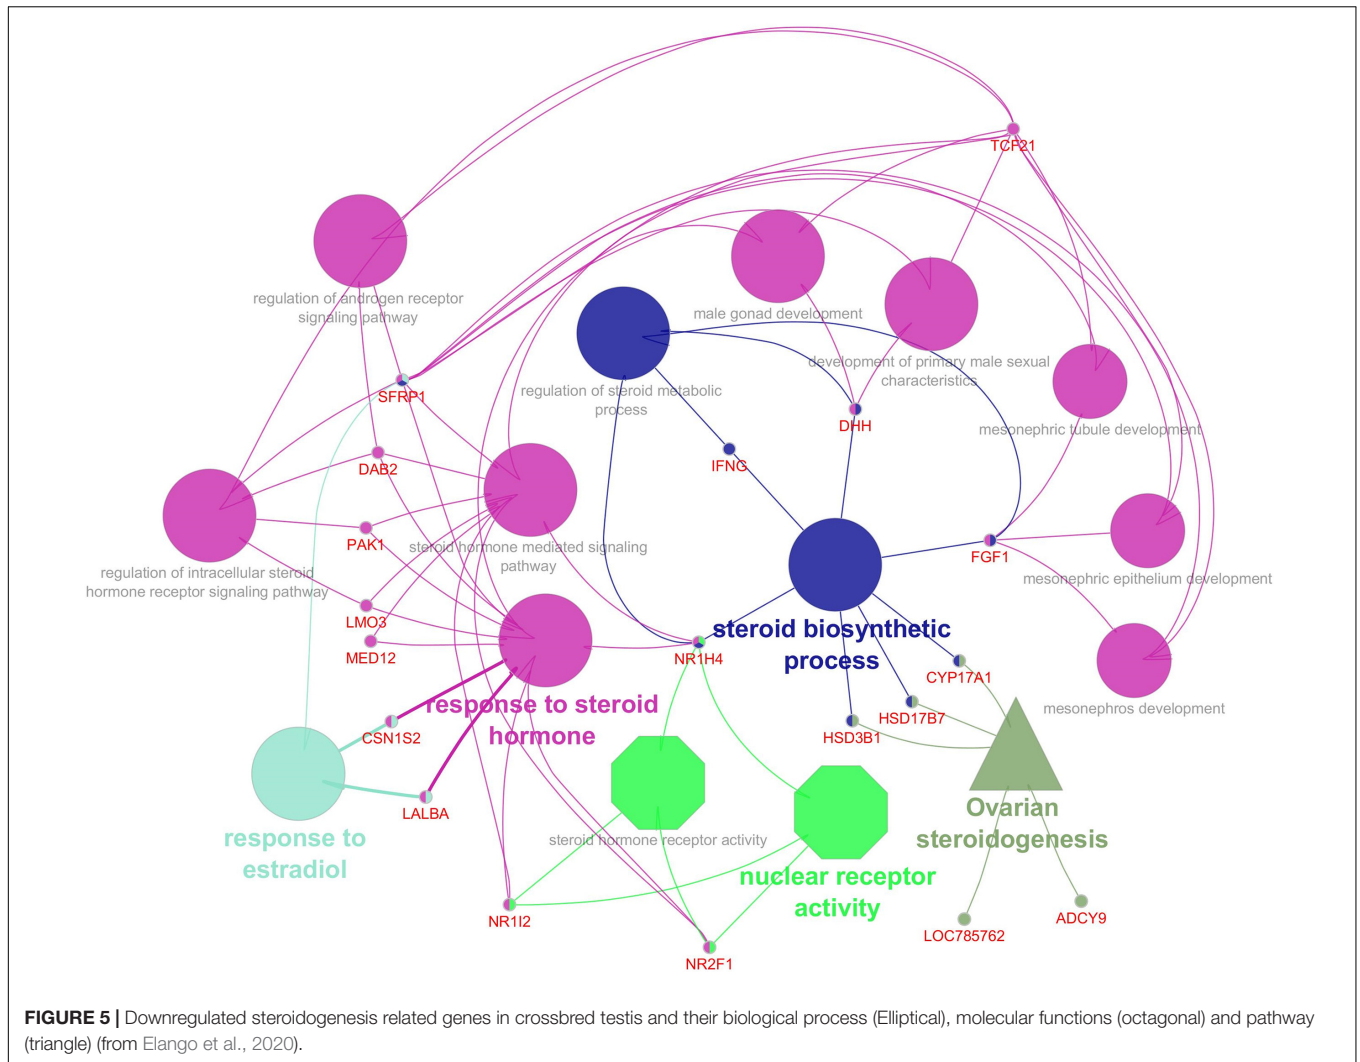 TCF21
regulation of androgen receptor
signaling pathway
male gonad development
development of primary male sexual
characteristics
regulation of steroid metabolic
process
SFRP1
DHH
mesonephric tubule development
IFNG
DAB2
PAK1
steroid hormone mediated signaling
pathway
FGF1
regulation of intracellular steroid
hormone receptor signaling pathway
mesonephric epithelium development
LMO3
MED12
NR1H4
steroid biosynthetic
process
CYP17A1
response to steroid
hormone
HSD17B7
mesonephros development
CSN1S2
HSD3B1
LALBA
Ovarian
steroidogenesis
response to
estradiol
steroid hormone receptor activity
nuclear receptor
activity
NR1I2
ADCY9
LOC785762
NR2F1
FIGURE 5 | Downregulated steroidogenesis related genes in crossbred testis and their biological process (Elliptical), molecular functions (octagonal) and pathway
(triangle) (from Elango et al., 2020).